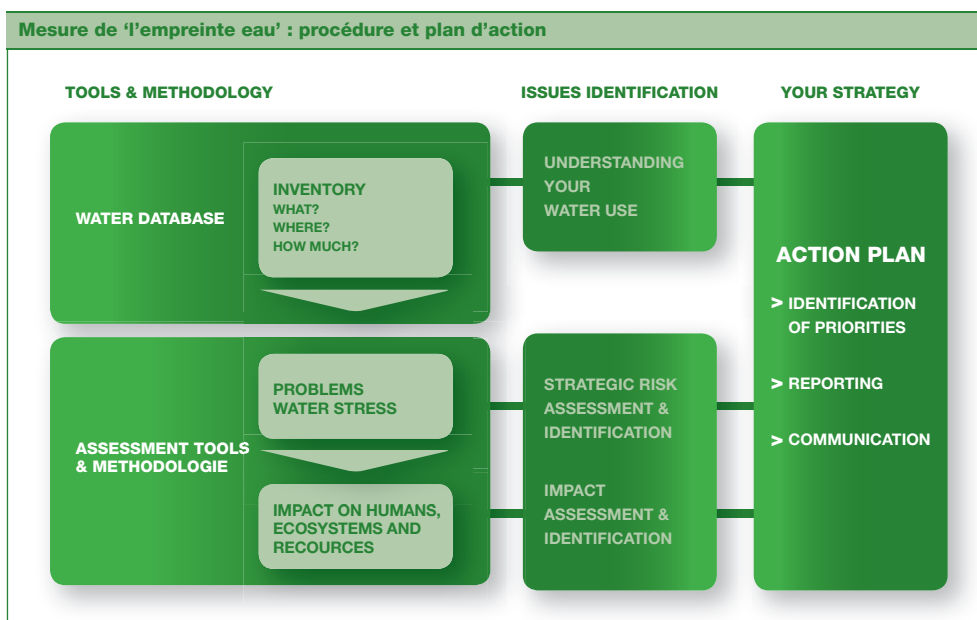 Mesure de ‘l'empreinte eau’ : procédure et plan d’action
TOOLS & METHODOLOGY
WATER DATABASE
INVENTORY
WHAT?
WHERE?
HOW MUCH?
ASSESSMENT TOOLS
& METHODOLOGIE
PROBLEMS
WATER STRESS
IMPACT ON HUMANS,
ECOSYSTEMS AND
RECOURCES
ISSUES IDENTIFICATION
UNDERSTANDING
YOUR
WATER USE
STRATEGIC RISK
ASSESSMENT &
IDENTIFICATION
IMPACT
ASSESSMENT &
IDENTIFICATION
YOUR STRATEGY
ACTION PLAN
> IDENTIFICATION
OF PRIORITIES
> REPORTING
> COMMUNICATION